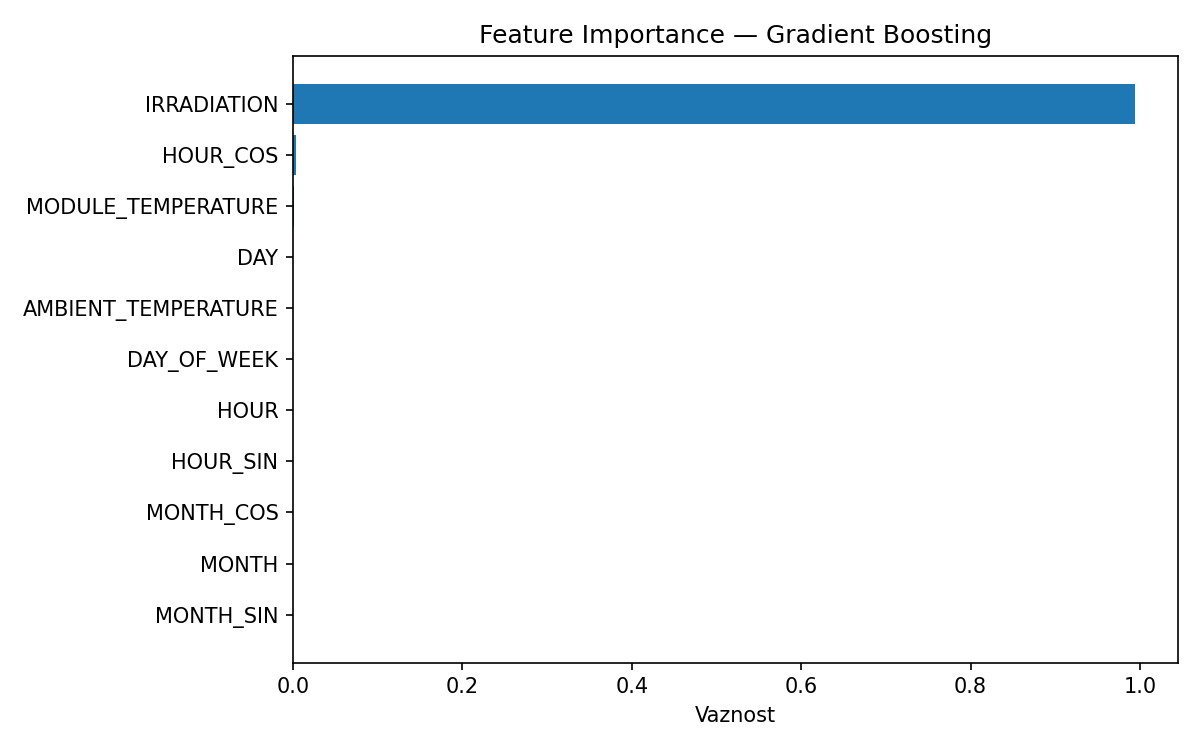 Feature Importance — Gradient Boosting
IRRADIATION
HOUR_COS
MODULE_TEMPERATURE
DAY
AMBIENT_TEMPERATURE
DAY_OF_WEEK
HOUR
HOUR_SIN
MONTH_COS
MONTH
MONTH_SIN
0.0 0.2 0.4 0.6 0.8 1.0
Vaznost